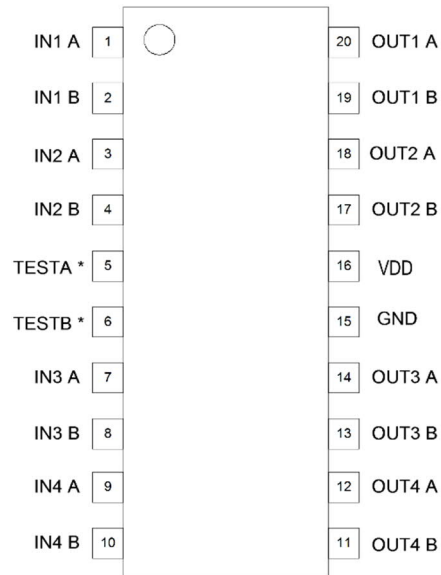 IN1 A 1 20 OUT1 A
IN1 B 2 19 OUT1 B
IN2 A 3 18 OUT2 A
IN2 B 4 17 OUT2 B
TESTA * 5 16 VDD
TESTB * 6 15 GND
IN3 A 7 14 OUT3 A
IN3 B 8 13 OUT3 B
IN4 A 9 12 OUT4 A
IN4 B 10 11 OUT4 B